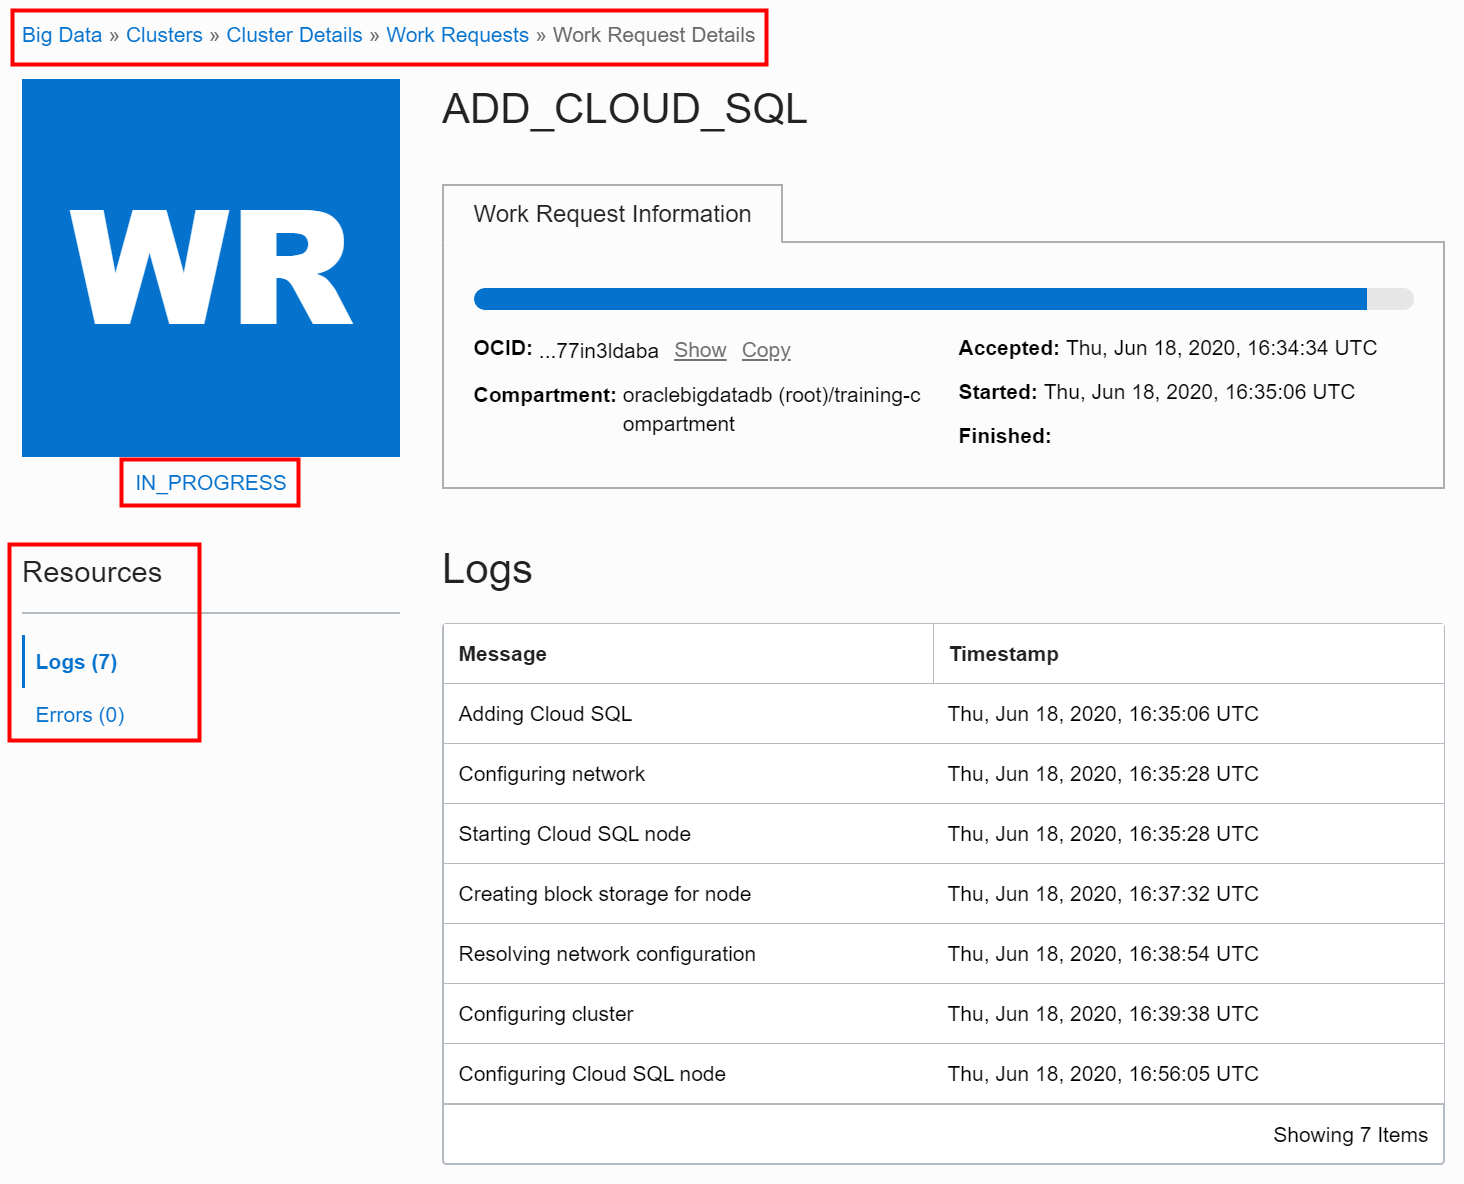 Big Data » Clusters » Cluster Details » Work Requests » Work Request Details
WR
IN_PROGRESS
Resources
Logs (7)
Errors (0)
ADD_CLOUD_SQL
Work Request Information
OCID: ...77in3ldaba Show Copy
Compartment: oraclebigdatadb (root)/training-c
ompartment
Accepted: Thu, Jun 18, 2020, 16:34:34 UTC
Started: Thu, Jun 18, 2020, 16:35:06 UTC
Finished:
Logs
Message Timestamp
Adding Cloud SQL Thu, Jun 18, 2020, 16:35:06 UTC
Configuring network Thu, Jun 18, 2020, 16:35:28 UTC
Starting Cloud SQL node Thu, Jun 18, 2020, 16:35:28 UTC
Creating block storage for node Thu, Jun 18, 2020, 16:37:32 UTC
Resolving network configuration Thu, Jun 18, 2020, 16:38:54 UTC
Configuring cluster Thu, Jun 18, 2020, 16:39:38 UTC
Configuring Cloud SQL node Thu, Jun 18, 2020, 16:56:05 UTC
Showing 7 Items